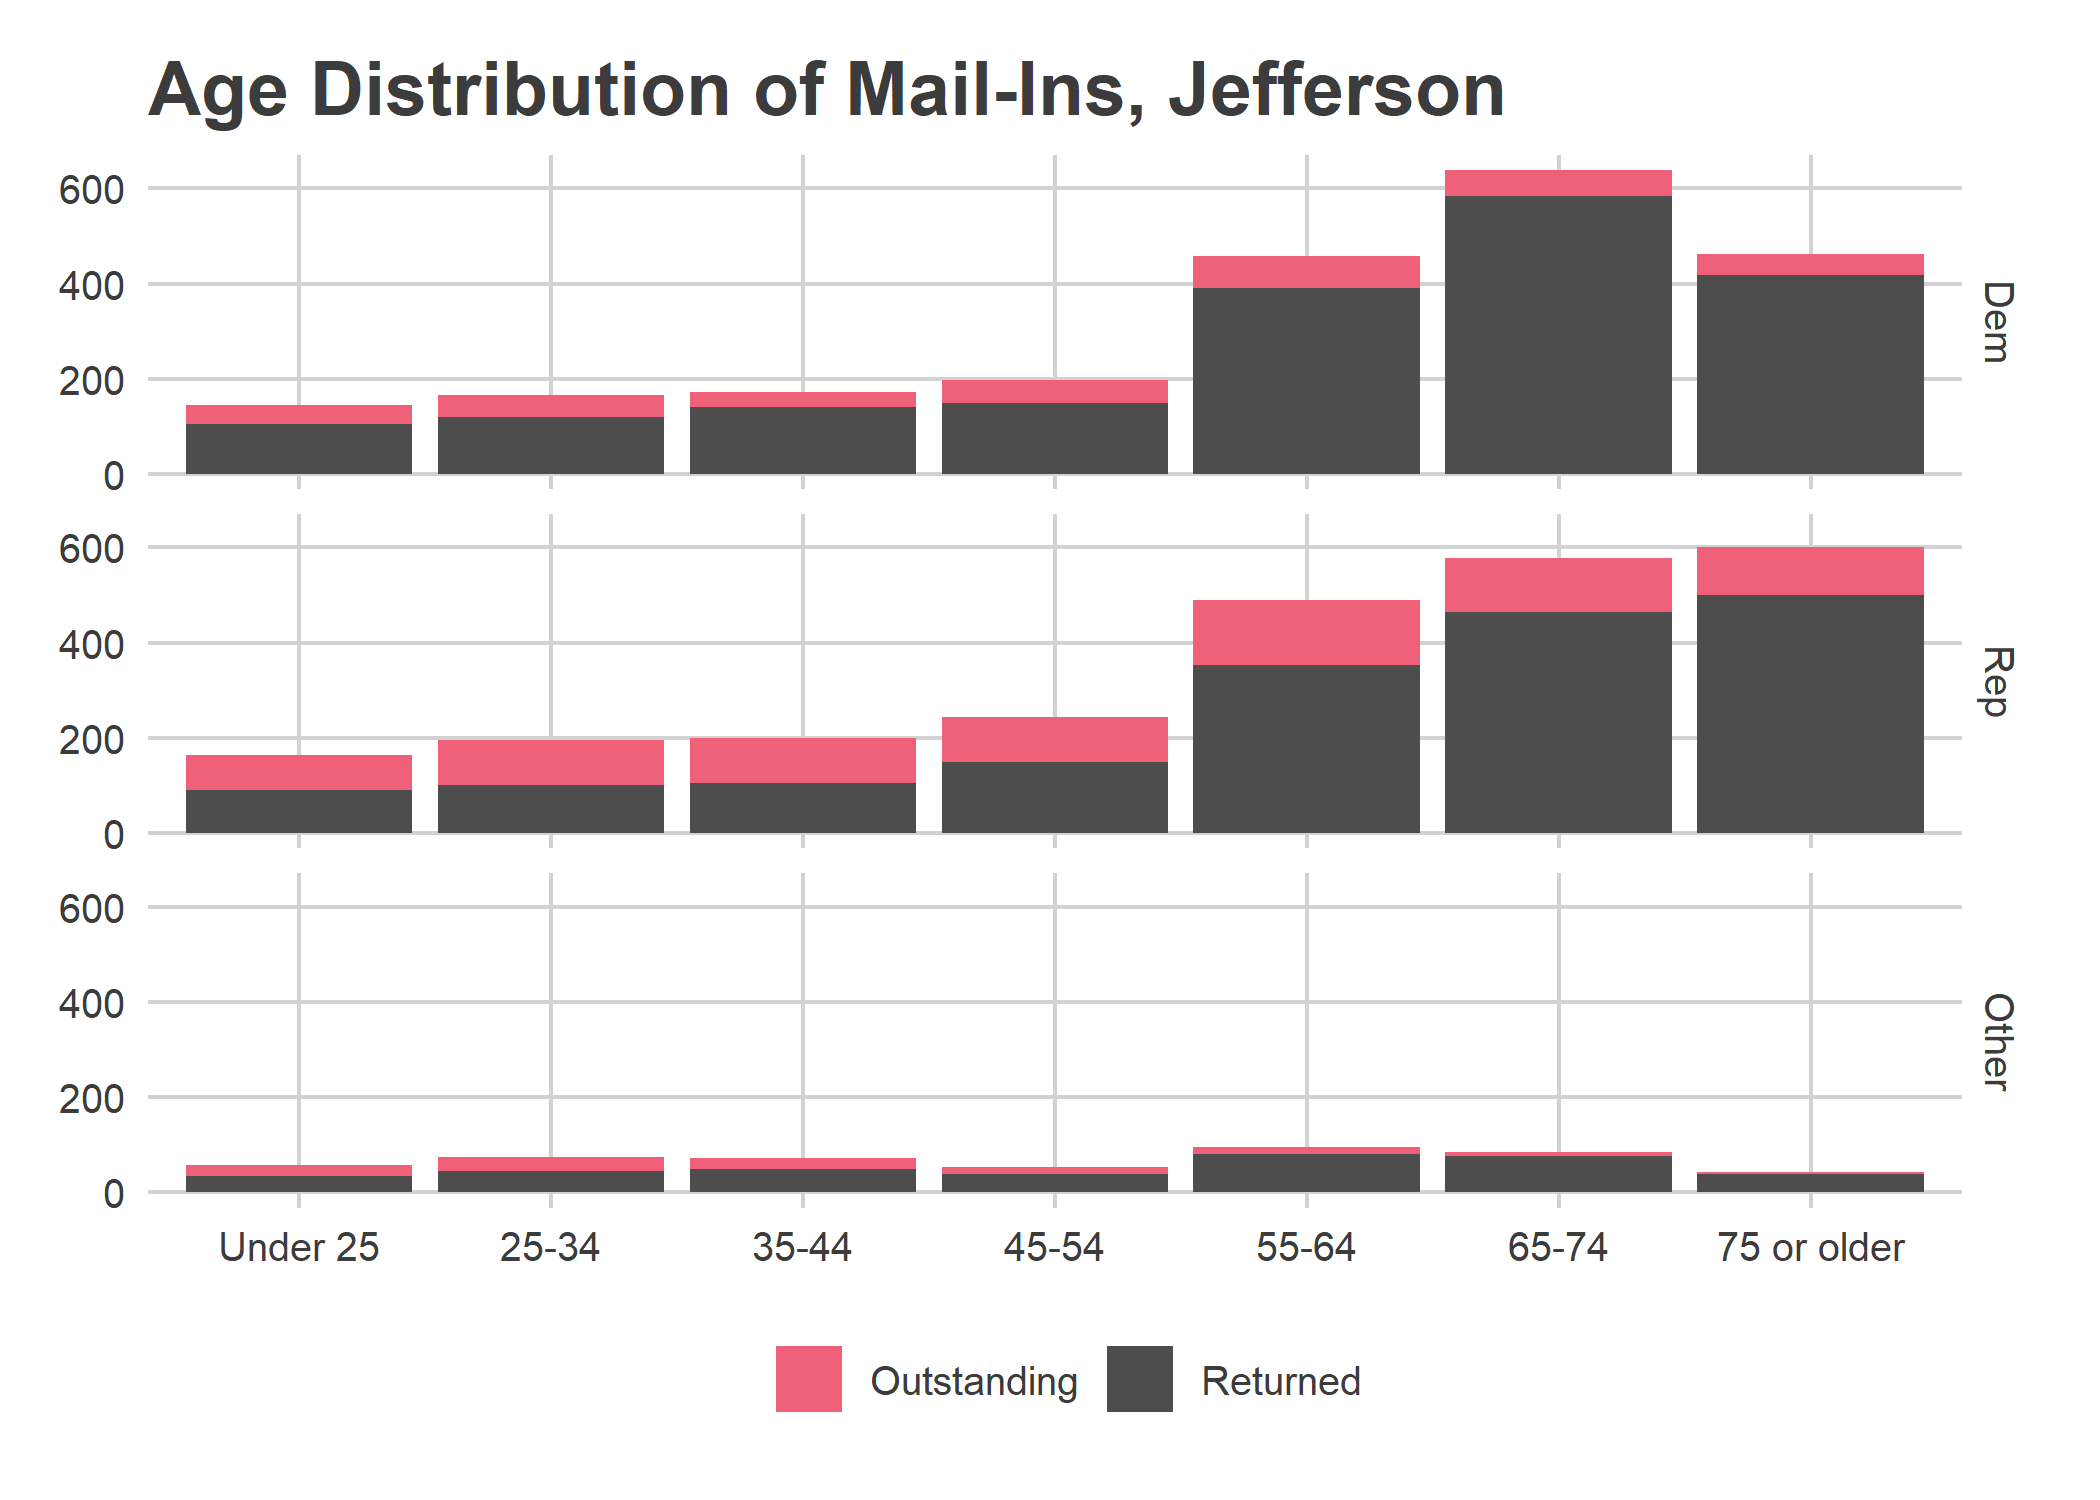 Age Distribution of Mail-Ins, Jefferson
600
400
200
0
Dem
600
400
200
0
Rep
600
400
200
0
Other
Under 25 25-34 35-44 45-54 55-64 65-74 75 or older
Outstanding Returned